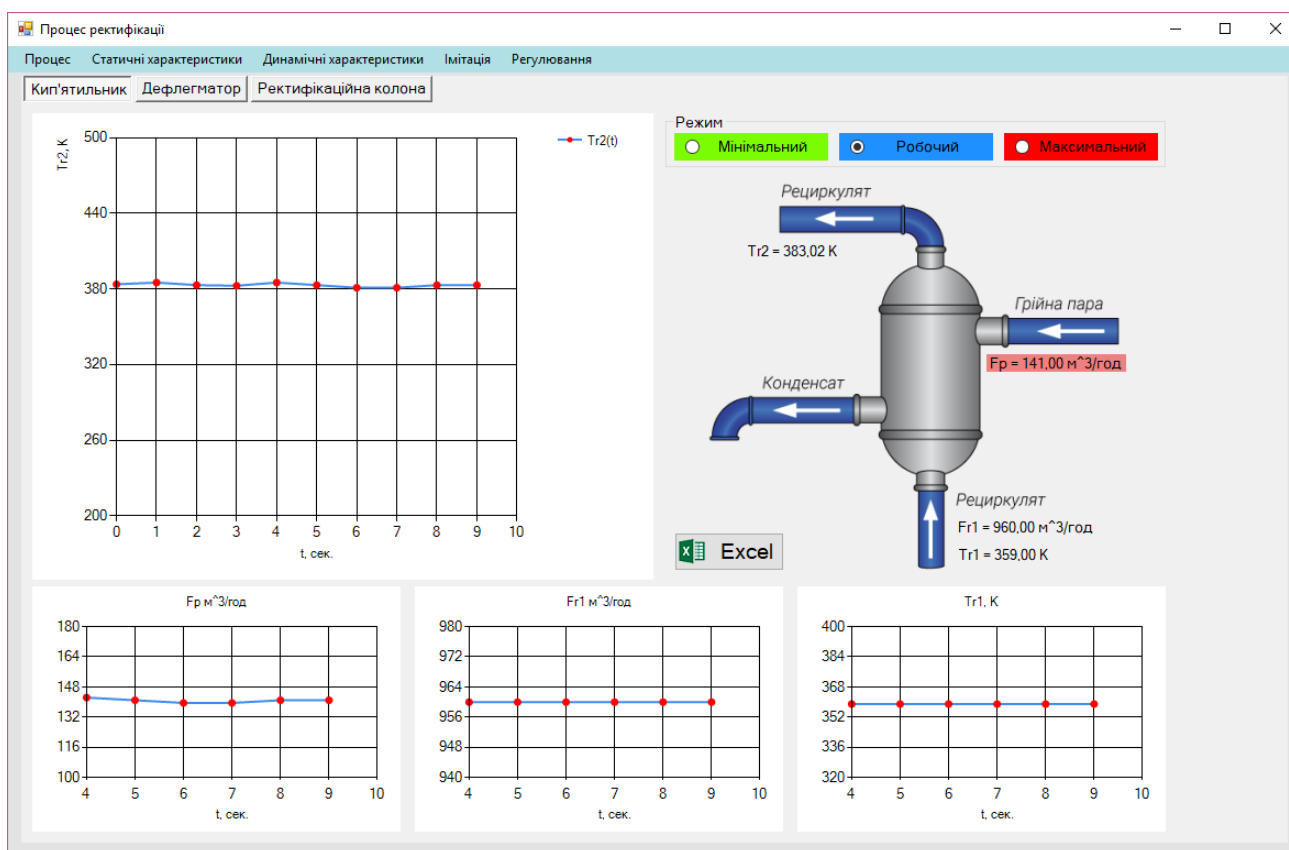 Процес ректифікації
Процес Статичні характеристики Динамічні характеристики Імітація Регулювання
Кип'ятильник Дефлегматор Ректифікаційна колона
Tr2, K
500
440
380
320
260
200
0 1 2 3 4 5 6 7 8 9 10
t, сек.
Tr2(t)
Режим
Мінімальний Робочий Максимальний
Рециркулят
Tr2 = 383,02 K
Грійна пара
Fp = 141,00 м^3/год
Конденсат
Рециркулят
Fr1 = 960,00 м^3/год
Tr1 = 359,00 K
Excel
Fp м^3/год
180
164
148
132
116
100
4 5 6 7 8 9 10
t, сек.
Fr1 м^3/год
980
972
964
956
948
940
4 5 6 7 8 9 10
t, сек.
Tr1, K
400
384
368
352
336
320
4 5 6 7 8 9 10
t, сек.